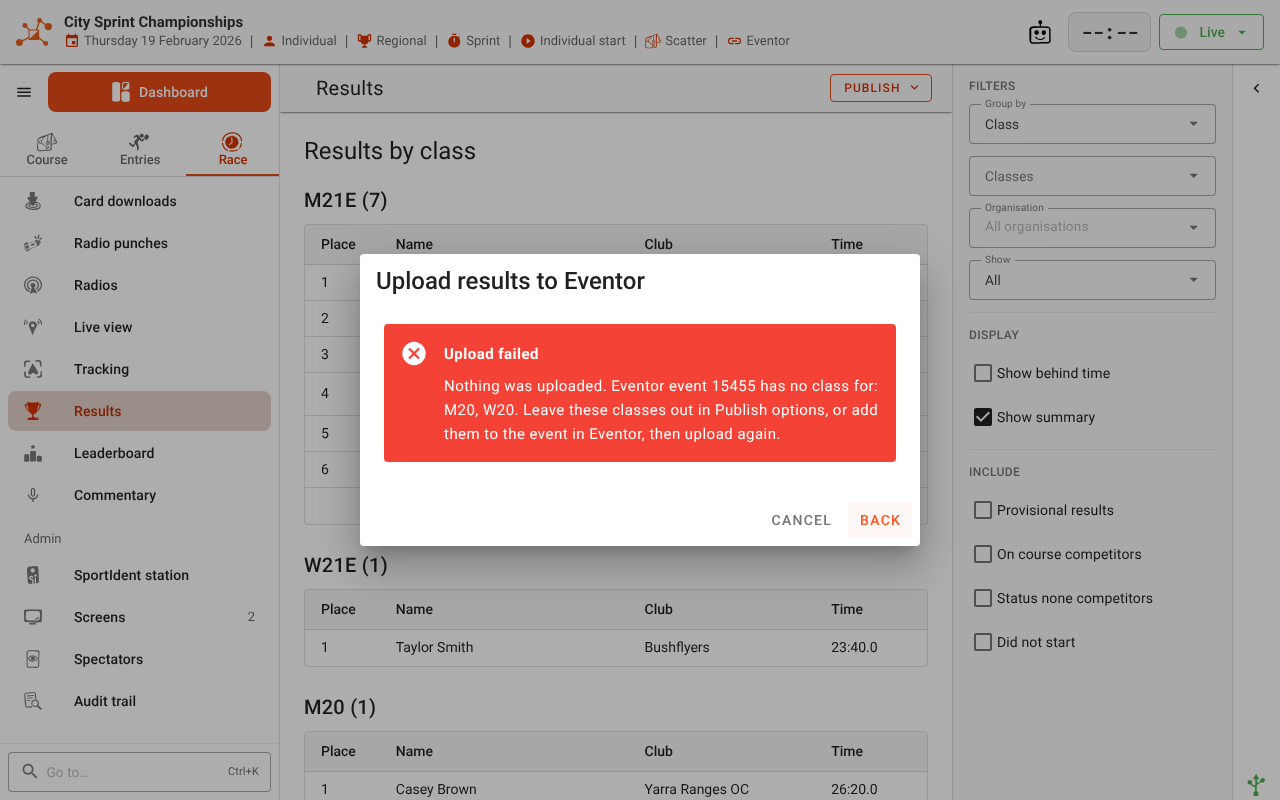 City Sprint Championships
Thursday 19 February 2026 | Individual | Regional | Sprint | Individual start | Scatter | Eventor
--:--
Live
Dashboard
Course
Entries
Race
Card downloads
Radio punches
Radios
Live view
Tracking
Results
Leaderboard
Commentary
Admin
SportIdent station
Screens 2
Spectators
Audit trail
Go to… Ctrl+K
Results
PUBLISH
Results by class
M21E (7)
Place Name Club Time
1
2
3
4
5
6
Upload results to Eventor
Upload failed
Nothing was uploaded. Eventor event 15455 has no class for:
M20, W20. Leave these classes out in Publish options, or add
them to the event in Eventor, then upload again.
CANCEL BACK
W21E (1)
Place Name Club Time
1 Taylor Smith Bushflyers 23:40.0
M20 (1)
Place Name Club Time
1 Casey Brown Yarra Ranges OC 26:20.0
FILTERS
Group by
Class
Classes
Organisation
All organisations
Show
All
DISPLAY
Show behind time
Show summary
INCLUDE
Provisional results
On course competitors
Status none competitors
Did not start